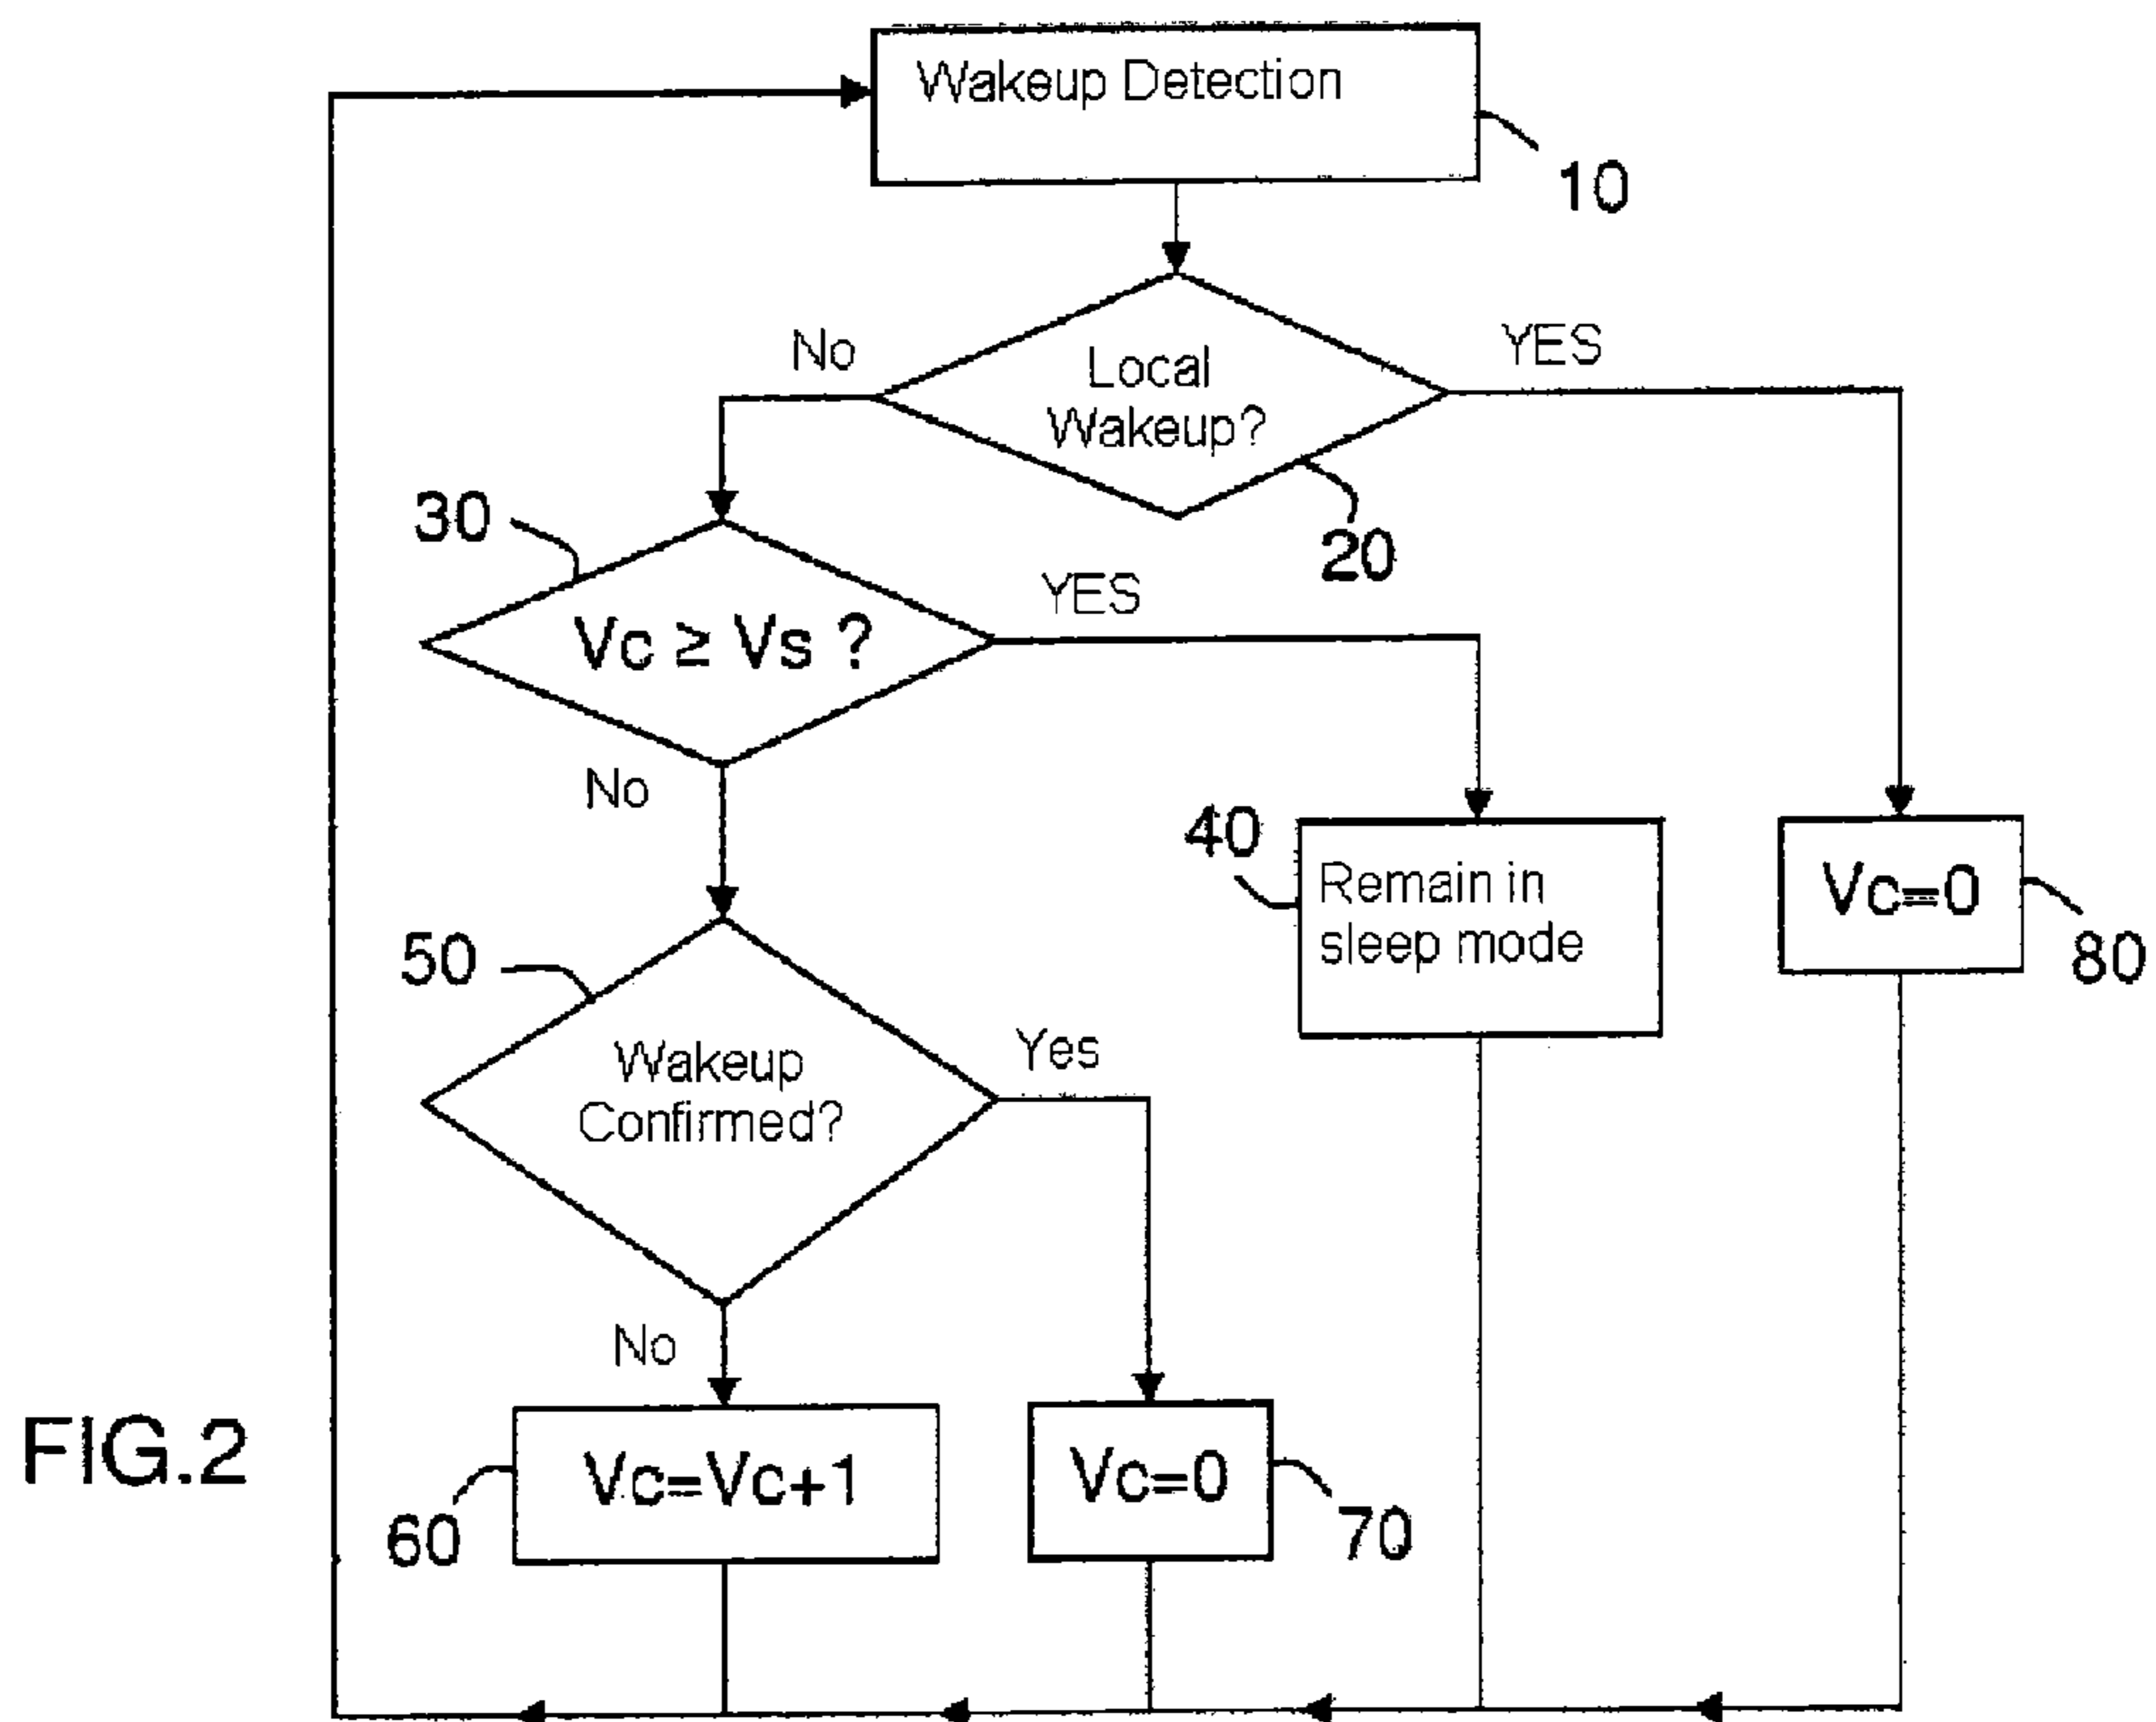 Wakeup Detection
10
No
Local
Wakeup?
YES
20
30
Vc ≥ Vs ?
YES
No
40
Remain in
sleep mode
Vc=0
80
50
Wakeup
Confirmed?
Yes
No
Vc=Vc+1
60
Vc=0
70
FIG.2